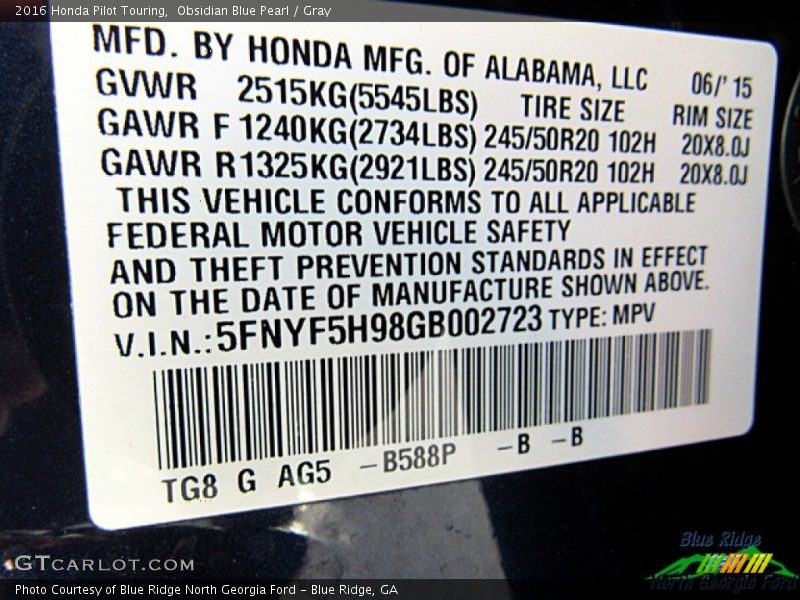 2016 Honda Pilot Touring,  Obsidian Blue Pearl / Gray
MFD. BY HONDA MFG. OF ALABAMA, LLC 06/' 15
GVWR 2515KG(5545LBS) TIRE SIZE RIM SIZE
GAWR F 1240KG(2734LBS) 245/50R20 102H 20X8.0J
GAWR R 1325KG(2921LBS) 245/50R20 102H 20X8.0J
THIS VEHICLE CONFORMS TO ALL APPLICABLE
FEDERAL MOTOR VEHICLE SAFETY
AND THEFT PREVENTION STANDARDS IN EFFECT
ON THE DATE OF MANUFACTURE SHOWN ABOVE.
V.I.N.: 5FNYF5H98GB002723 TYPE: MPV
TG8 G AG5 -B588P -B -B
Blue Ridge
North Georgia Ford
GTcarlot.com
Photo Courtesy of Blue Ridge North Georgia Ford - Blue Ridge, GA